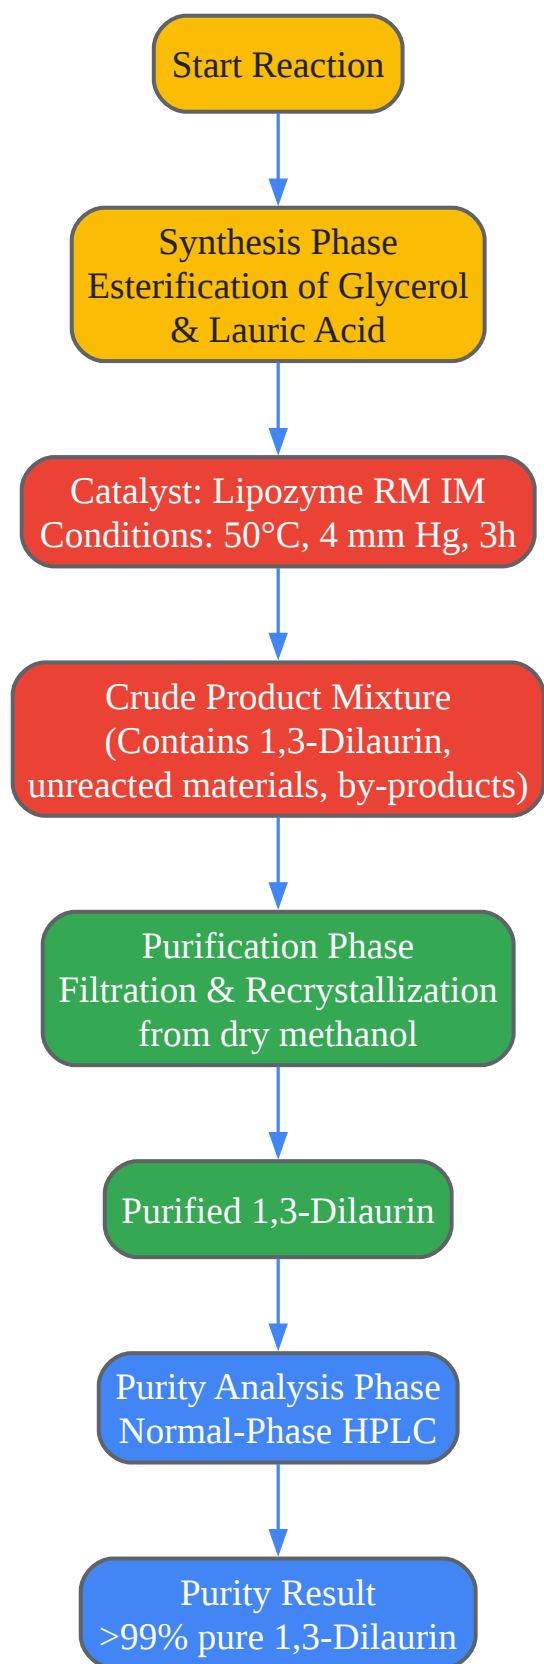 Start Reaction
Synthesis Phase
Esterification of Glycerol
& Lauric Acid
Catalyst: Lipozyme RM IM
Conditions: 50°C, 4 mm Hg, 3h
Crude Product Mixture
(Contains 1,3-Dilaurin,
unreacted materials, by-products)
Purification Phase
Filtration & Recrystallization
from dry methanol
Purified 1,3-Dilaurin
Purity Analysis Phase
Normal-Phase HPLC
Purity Result
>99% pure 1,3-Dilaurin